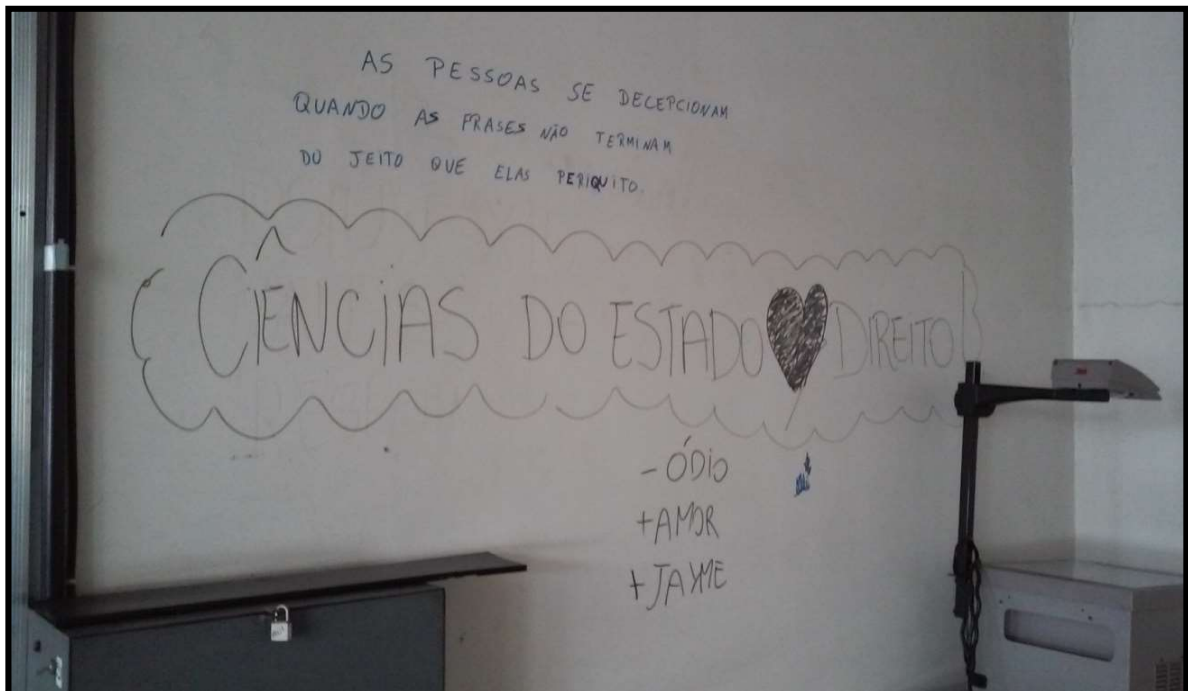 AS PESSOAS SE DECEPCIONAM
QUANDO AS FRASES NÃO TERMINAM
DO JEITO QUE ELAS PERIQUITO.
CIÊNCIAS DO ESTADO ♥ DIREITO
- ÓDIO
+ AMOR
+ JAYME